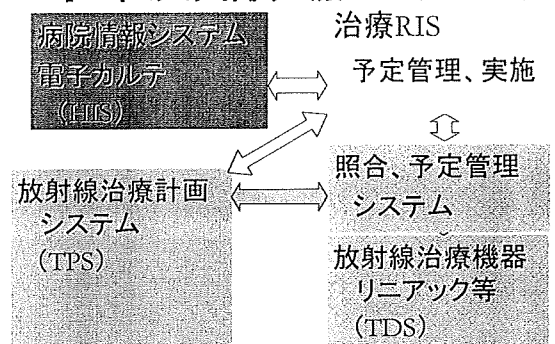 病院情報システム
電子カルテ
(HIS)
治療RIS
予定管理、実施
放射線治療計画
システム
(TPS)
照合、予定管理
システム
放射線治療機器
リニアック等
(TDS)